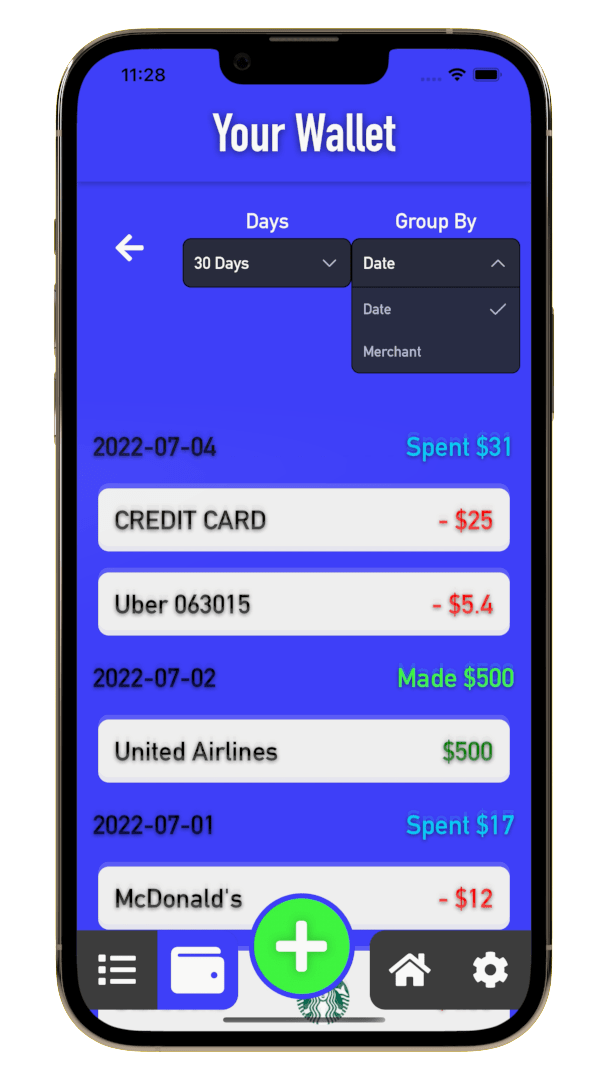 11:28
Your Wallet
Days
Group By
30 Days
Date
Date
Merchant
2022-07-04
Spent $31
CREDIT CARD
- $25
Uber 063015
- $5.4
2022-07-02
Made $500
United Airlines
$500
2022-07-01
Spent $17
McDonald's
- $12